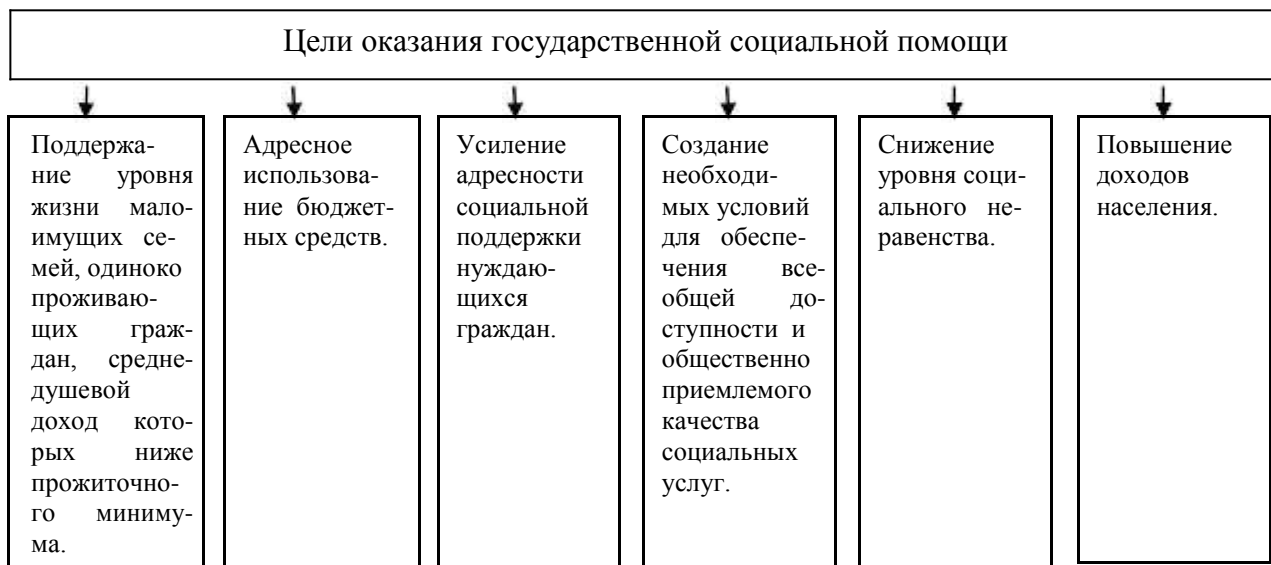 Цели оказания государственной социальной помощи
Поддержа-
ние уровня
жизни мало-
имущих се-
мей, одиноко
проживаю-
щих граж-
дан, средне-
душевой
доход кото-
рых ниже
прожиточно-
го миниму-
ма.
Адресное
использова-
ние бюджет-
ных средств.
Усиление
адресности
социальной
поддержки
нуждаю-
щихся
граждан.
Создание
необходи-
мых условий
для обеспе-
чения все-
общей до-
ступности и
общественно
приемлемого
качества
социальных
услуг.
Снижение
уровня соци-
ального не-
равенства.
Повышение
доходов
населения.